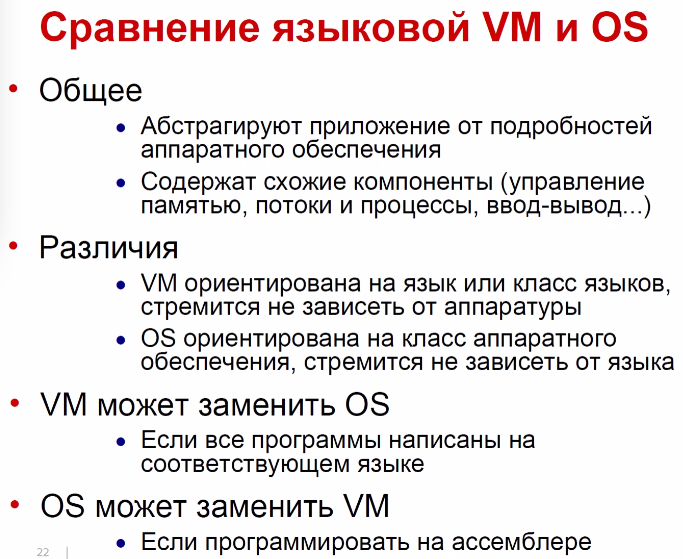 Сравнение языковой VM и OS
• Общее
• Абстрагируют приложение от подробностей
аппаратного обеспечения
• Содержат схожие компоненты (управление
памятью, потоки и процессы, ввод-вывод...)
• Различия
• VM ориентирована на язык или класс языков,
стремится не зависеть от аппаратуры
• OS ориентирована на класс аппаратного
обеспечения, стремится не зависеть от языка
• VM может заменить OS
• Если все программы написаны на
соответствующем языке
• OS может заменить VM
• Если программировать на ассемблере
22 |